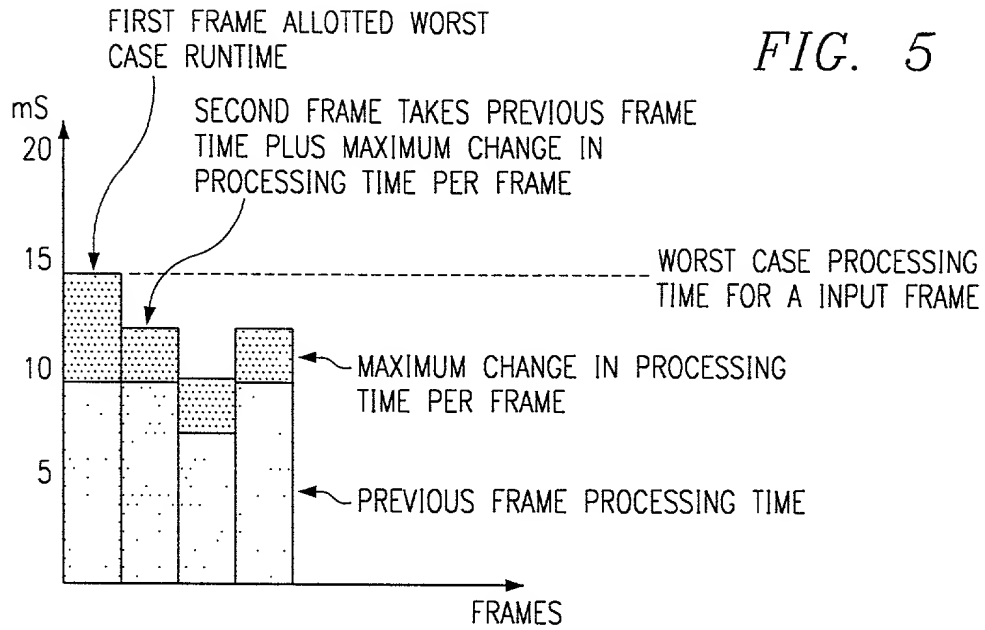 FIRST FRAME ALLOTTED WORST
CASE RUNTIME
FIG. 5
mS
SECOND FRAME TAKES PREVIOUS FRAME
TIME PLUS MAXIMUM CHANGE IN
PROCESSING TIME PER FRAME
20
15
WORST CASE PROCESSING
TIME FOR A INPUT FRAME
10
MAXIMUM CHANGE IN PROCESSING
TIME PER FRAME
5
PREVIOUS FRAME PROCESSING TIME
FRAMES